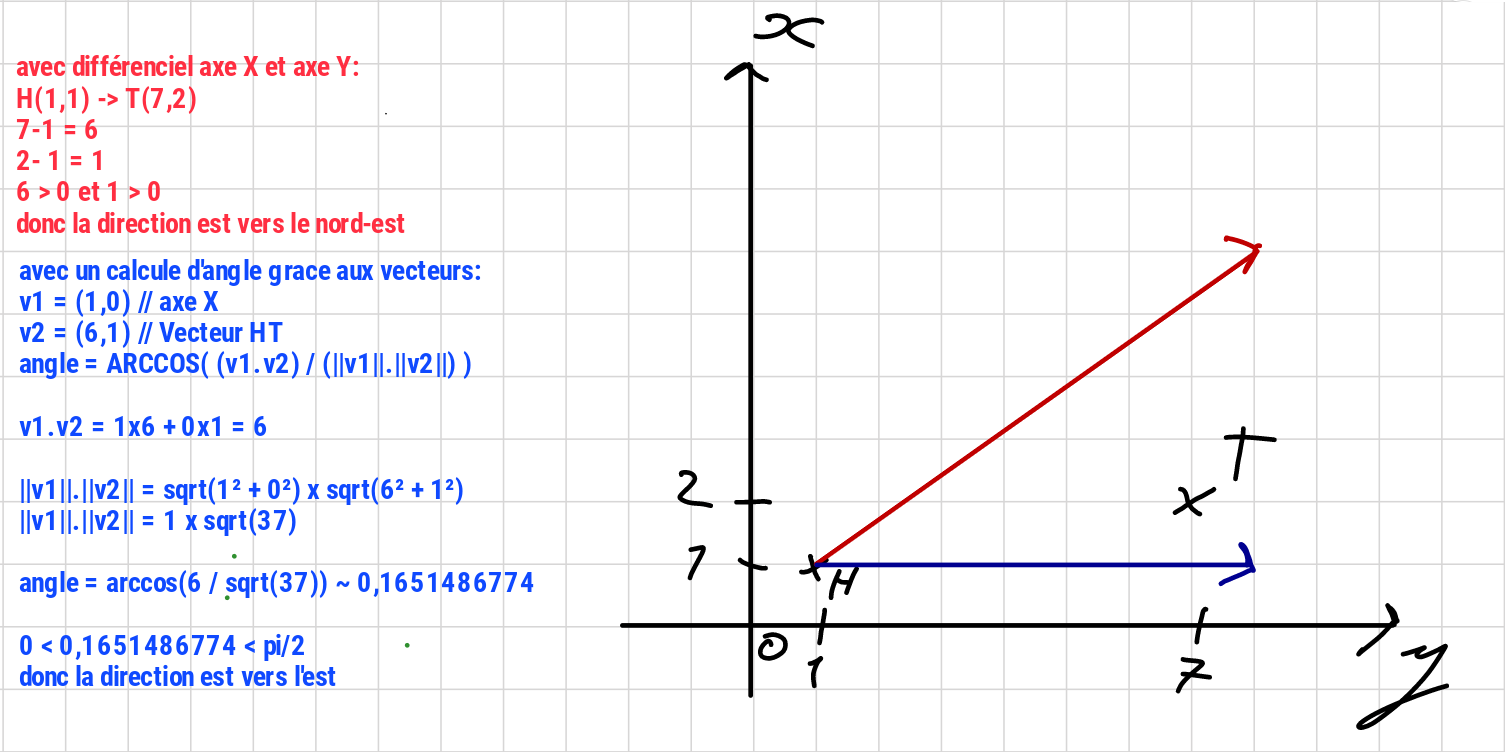 avec différenciel axe X et axe Y:
H(1,1) -> T(7,2)
7-1 = 6
2- 1 = 1
6 > 0 et 1 > 0
donc la direction est vers le nord-est
avec un calcule d'angle grace aux vecteurs:
v1 = (1,0) // axe X
v2 = (6,1) // Vecteur HT
angle = ARCCOS( (v1.v2) / (||v1||.||v2||) )
v1.v2 = 1x6 + 0x1 = 6
||v1||.||v2|| = sqrt(1² + 0²) x sqrt(6² + 1²)
||v1||.||v2|| = 1 x sqrt(37)
angle = arccos(6 / sqrt(37)) ~ 0,1651486774
0 < 0,1651486774 < pi/2
donc la direction est vers l'est
x
T
2
x
1
H
0
1
7
y